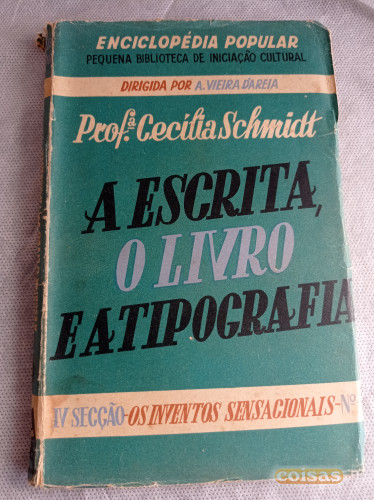 ENCICLOPÉDIA POPULAR
PEQUENA BIBLIOTECA DE INICIAÇÃO CULTURAL
DIRIGIDA POR A. VIEIRA D'AREIA
Prof.ª Cecília Schmidt
A ESCRITA,
O LIVRO
E A TIPOGRAFIA
IV SECÇÃO - OS INVENTOS SENSACIONAIS - Nº
coisas